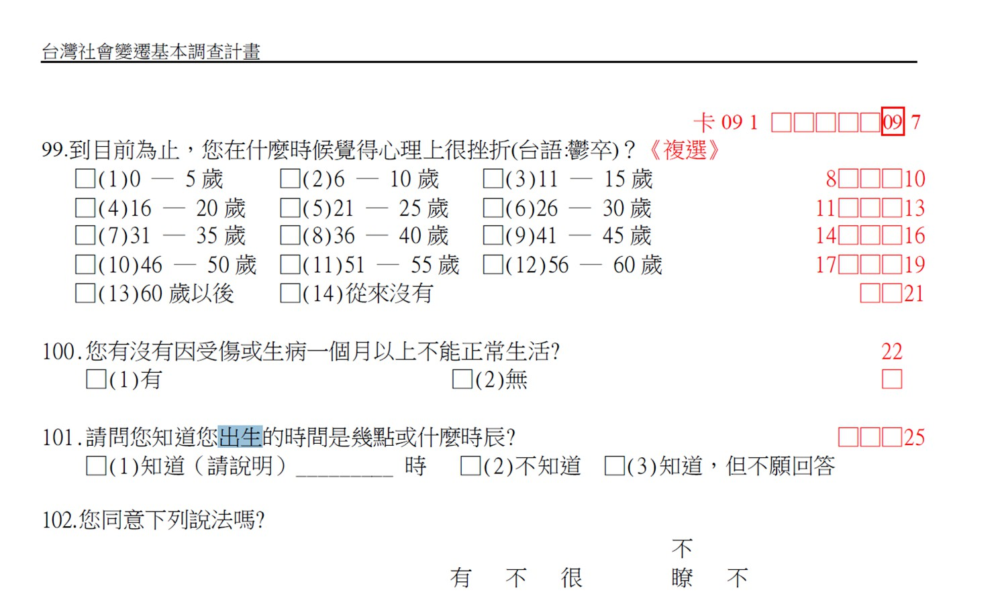 台灣社會變遷基本調查計畫
卡 09 1 □□□□□09 7
99.到目前為止，您在什麼時候覺得心理上很挫折(台語:鬱卒)？《複選》
□(1)0 — 5 歲 □(2)6 — 10 歲 □(3)11 — 15 歲 8□□□10
□(4)16 — 20 歲 □(5)21 — 25 歲 □(6)26 — 30 歲 11□□□13
□(7)31 — 35 歲 □(8)36 — 40 歲 □(9)41 — 45 歲 14□□□16
□(10)46 — 50 歲 □(11)51 — 55 歲 □(12)56 — 60 歲 17□□□19
□(13)60 歲以後 □(14)從來沒有 □□21
100.您有沒有因受傷或生病一個月以上不能正常生活? 22
□(1)有 □(2)無 □
101.請問您知道您出生的時間是幾點或什麼時辰? □□□25
□(1)知道（請說明）_________ 時 □(2)不知道 □(3)知道，但不願回答
102.您同意下列說法嗎?
不
有 不 很 瞭 不